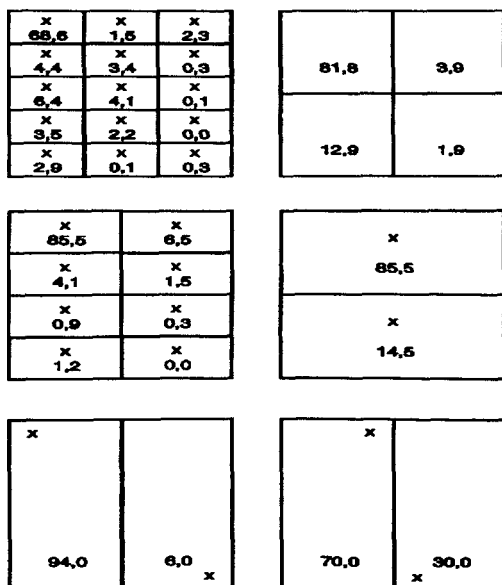 x x x
68,6 1,5 2,3
x x x
4,4 3,4 0,3
x x x
6,4 4,1 0,1
x x x
3,5 2,2 0,0
x x x
2,9 0,1 0,3
81,8 3,9
12,9 1,9
x x
85,5 6,5
x x
4,1 1,5
x x
0,9 0,3
x x
1,2 0,0
x
85,5
x
14,5
x
94,0 6,0
x
x
70,0 30,0
x